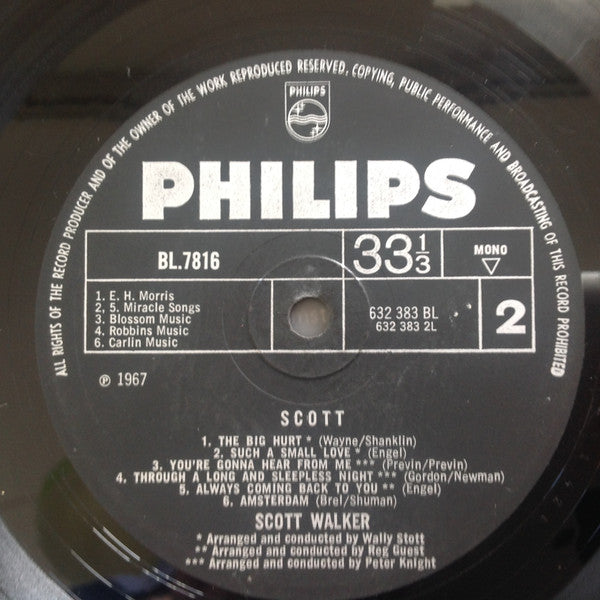 ALL RIGHTS OF THE RECORD PRODUCER AND OF THE OWNER OF THE WORK REPRODUCED RESERVED. COPYING, PUBLIC PERFORMANCE AND BROADCASTING OF THIS RECORD PROHIBITED
PHILIPS
PHILIPS
BL.7816
33⅓
MONO
1. E. H. Morris
2, 5. Miracle Songs
3. Blossom Music
4. Robbins Music
6. Carlin Music
632 383 BL
632 383 2L
2
℗ 1967
SCOTT
1. THE BIG HURT * (Wayne/Shanklin)
2. SUCH A SMALL LOVE * (Engel)
3. YOU'RE GONNA HEAR FROM ME *** (Previn/Previn)
4. THROUGH A LONG AND SLEEPLESS NIGHT *** (Gordon/Newman)
5. ALWAYS COMING BACK TO YOU ** (Engel)
6. AMSTERDAM (Brel/Shuman)
SCOTT WALKER
* Arranged and conducted by Wally Stott
** Arranged and conducted by Reg Guest
*** Arranged and conducted by Peter Knight